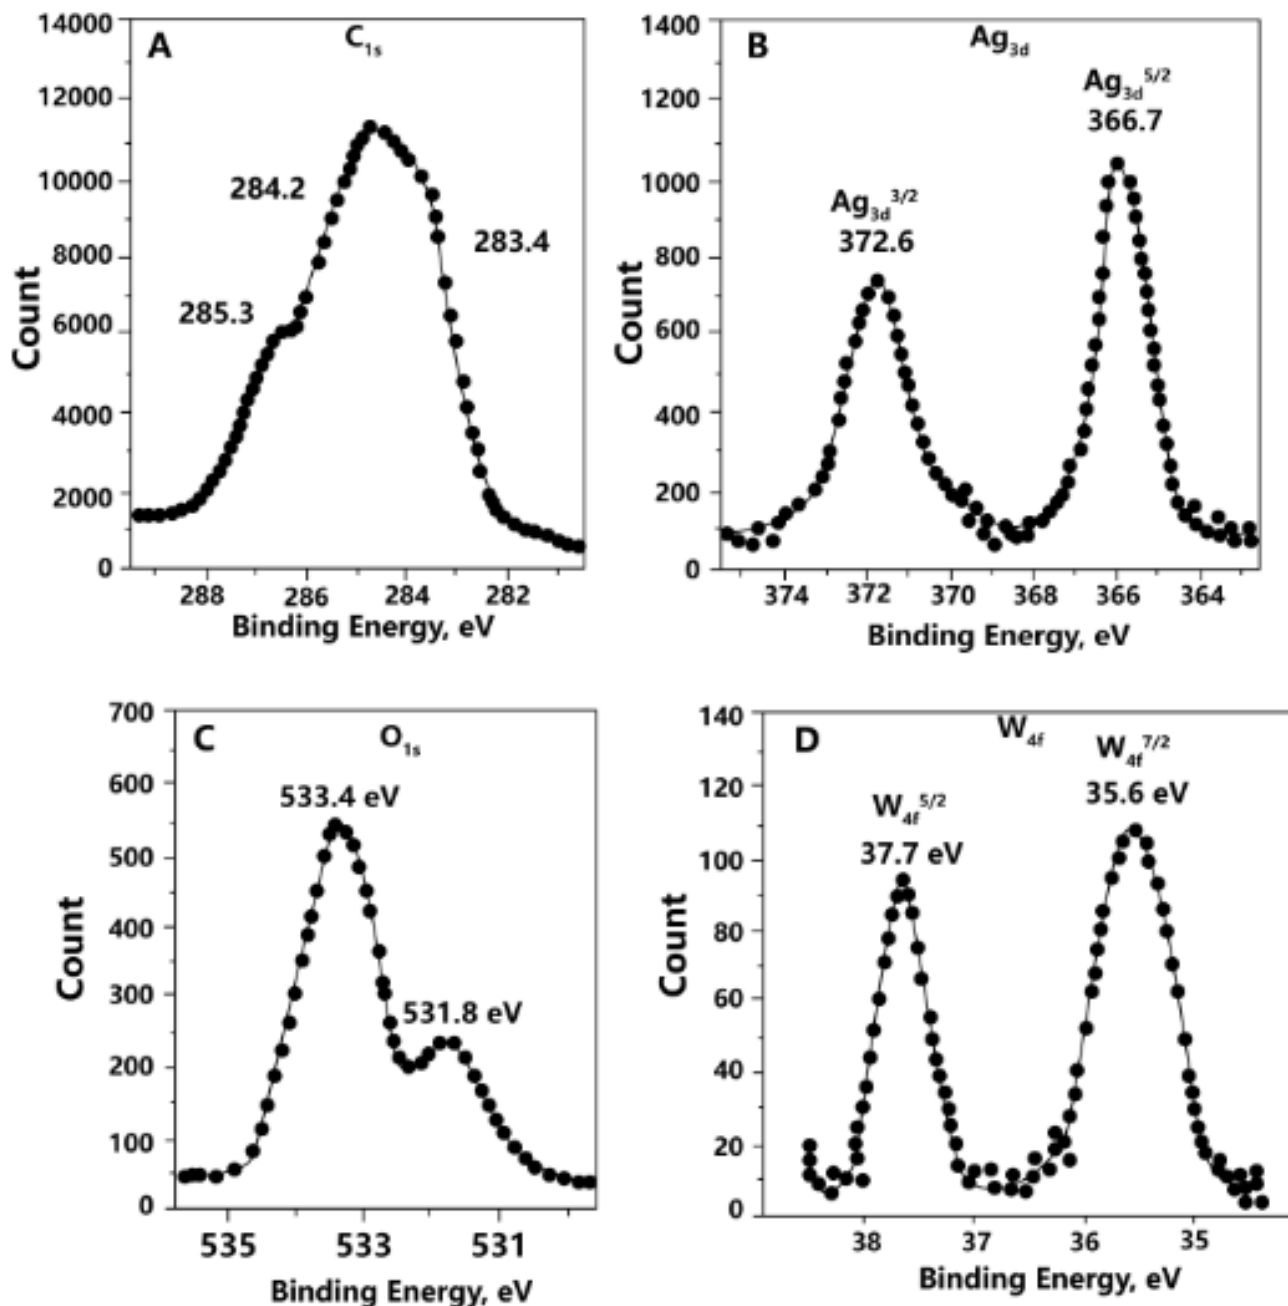 A
C1s
14000
12000
10000
8000
6000
4000
2000
0
Count
284.2
283.4
285.3
288 286 284 282
Binding Energy, eV
B
Ag3d
1400
1200
1000
800
600
400
200
0
Count
Ag3d5/2
366.7
Ag3d3/2
372.6
374 372 370 368 366 364
Binding Energy, eV
C
O1s
700
600
500
400
300
200
100
0
Count
533.4 eV
531.8 eV
535 533 531
Binding Energy, eV
D
W4f
140
120
100
80
60
40
20
0
Count
W4f7/2
35.6 eV
W4f5/2
37.7 eV
38 37 36 35
Binding Energy, eV